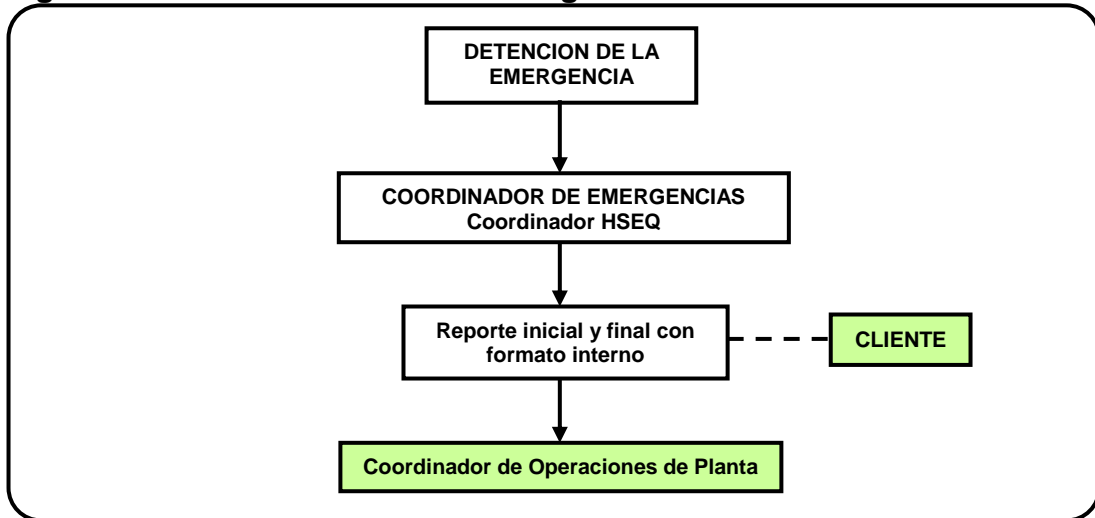 DETENCION DE LA
EMERGENCIA
COORDINADOR DE EMERGENCIAS
Coordinador HSEQ
Reporte inicial y final con
formato interno
CLIENTE
Coordinador de Operaciones de Planta